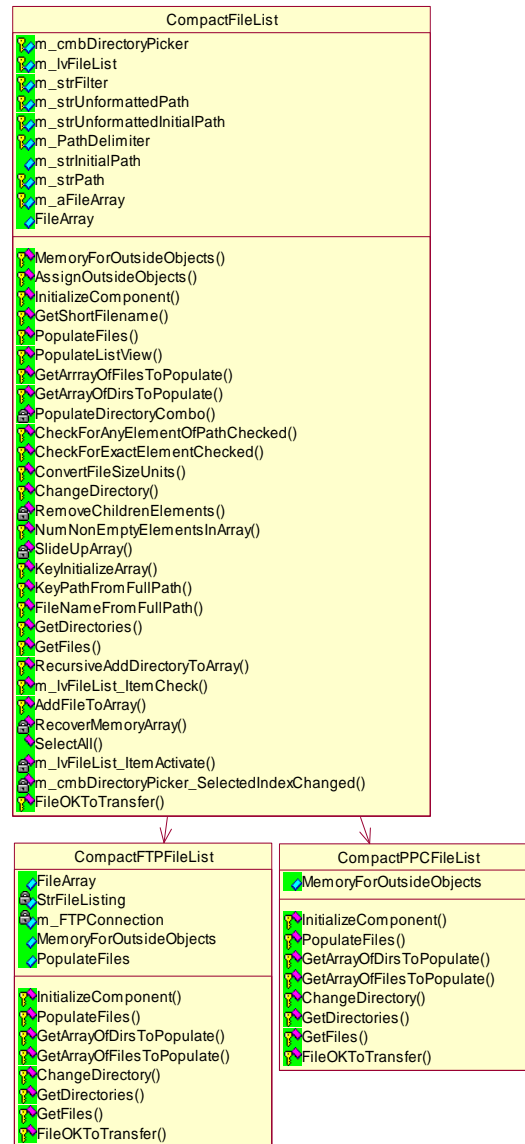 CompactFileList
m_cmbDirectoryPicker
m_lvFileList
m_strFilter
m_strUnformattedPath
m_strUnformattedInitialPath
m_PathDelimiter
m_strInitialPath
m_strPath
m_aFileArray
FileArray
MemoryForOutsideObjects()
AssignOutsideObjects()
InitializeComponent()
GetShortFilename()
PopulateFiles()
PopulateListView()
GetArrrayOfFilesToPopulate()
GetArrayOfDirsToPopulate()
PopulateDirectoryCombo()
CheckForAnyElementOfPathChecked()
CheckForExactElementChecked()
ConvertFileSizeUnits()
ChangeDirectory()
RemoveChildrenElements()
NumNonEmptyElementsInArray()
SlideUpArray()
KeyInitializeArray()
KeyPathFromFullPath()
FileNameFromFullPath()
GetDirectories()
GetFiles()
RecursiveAddDirectoryToArray()
m_lvFileList_ItemCheck()
AddFileToArray()
RecoverMemoryArray()
SelectAll()
m_lvFileList_ItemActivate()
m_cmbDirectoryPicker_SelectedIndexChanged()
FileOKToTransfer()
CompactFTPFileList
FileArray
StrFileListing
m_FTPConnection
MemoryForOutsideObjects
PopulateFiles
InitializeComponent()
PopulateFiles()
GetArrayOfDirsToPopulate()
GetArrayOfFilesToPopulate()
ChangeDirectory()
GetDirectories()
GetFiles()
FileOKToTransfer()
CompactPPCFileList
MemoryForOutsideObjects
InitializeComponent()
PopulateFiles()
GetArrayOfDirsToPopulate()
GetArrayOfFilesToPopulate()
ChangeDirectory()
GetDirectories()
GetFiles()
FileOKToTransfer()